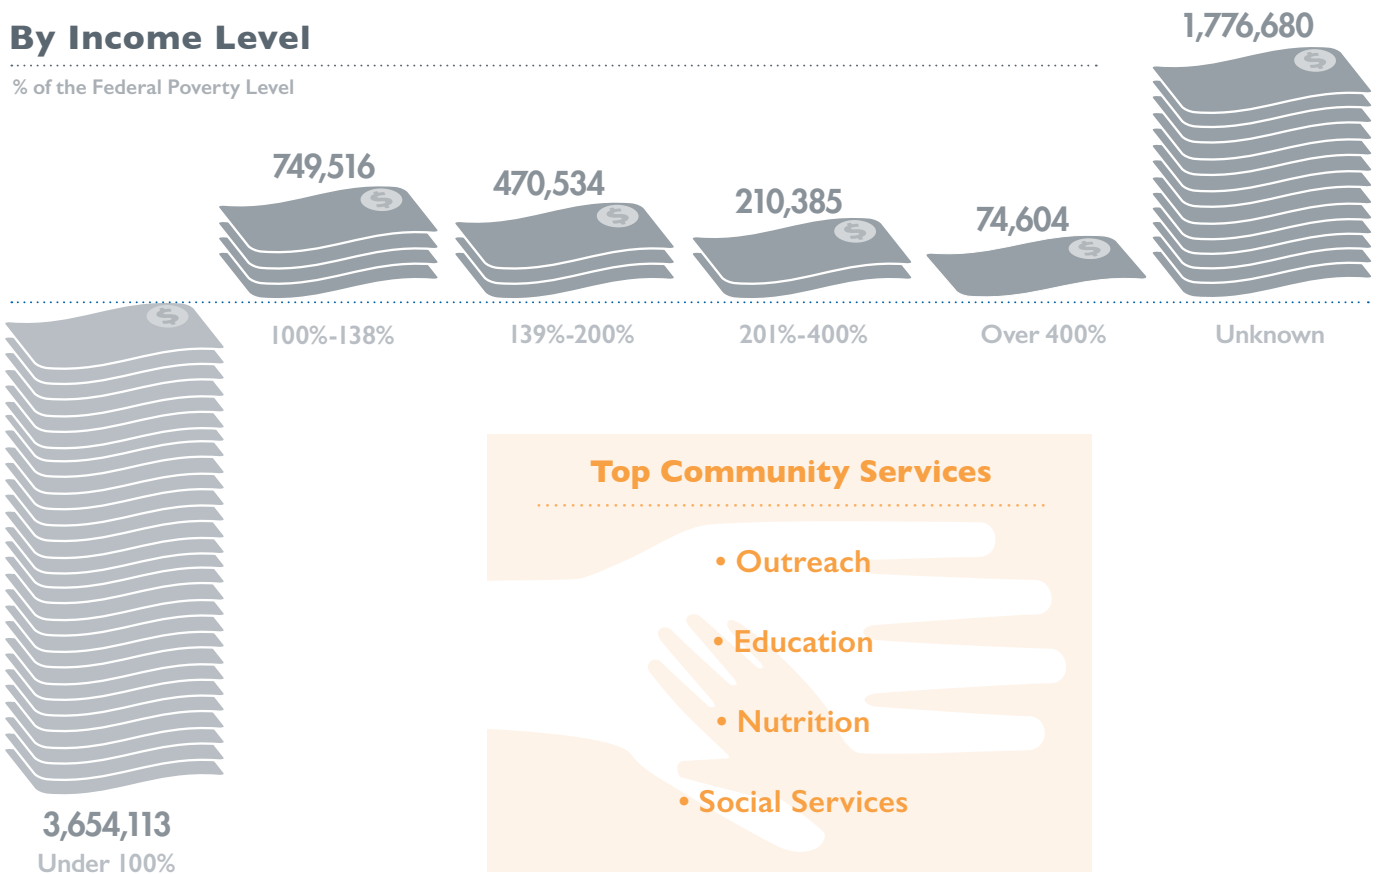 By Income Level
% of the Federal Poverty Level
1,776,680
749,516
470,534
210,385
74,604
100%-138%
139%-200%
201%-400%
Over 400%
Unknown
3,654,113
Under 100%
Top Community Services
• Outreach
• Education
• Nutrition
• Social Services